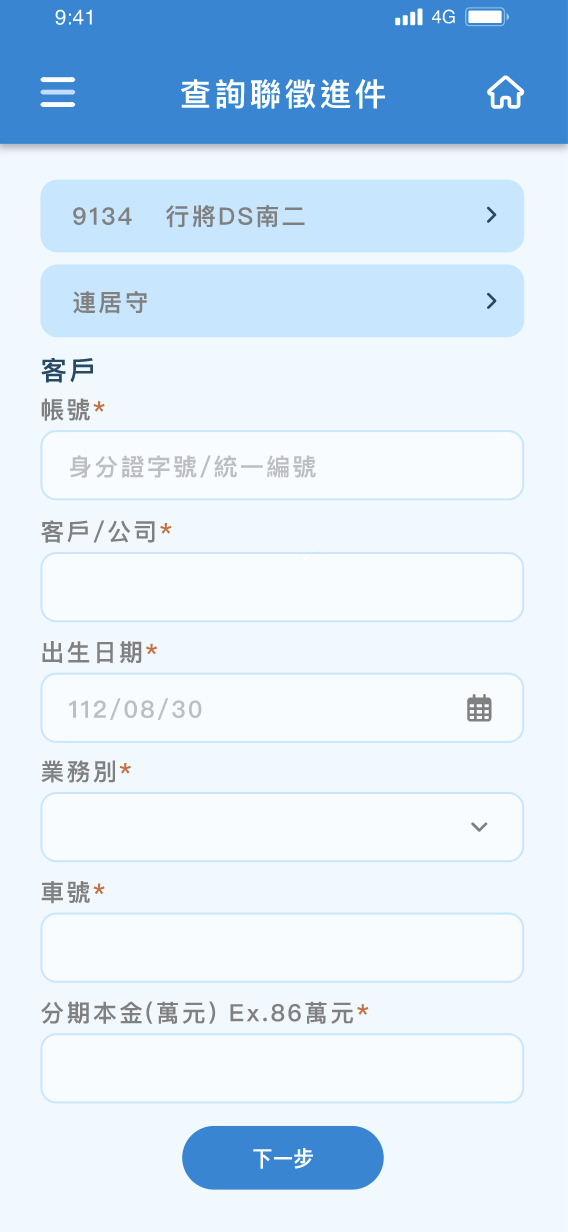 9:41 4G
查詢聯徵進件
9134 行將DS南二
連居守
客戶
帳號*
身分證字號/統一編號
客戶/公司*
出生日期*
112/08/30
業務別*
車號*
分期本金(萬元) Ex.86萬元*
下一步